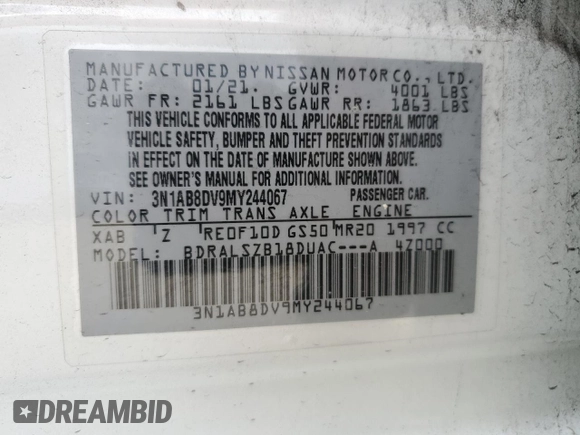 MANUFACTURED BY NISSAN MOTOR CO., LTD.
DATE: 01/21. GVWR: 4001 LBS
GAWR FR: 2161 LBS GAWR RR: 1863 LBS
THIS VEHICLE CONFORMS TO ALL APPLICABLE FEDERAL MOTOR
VEHICLE SAFETY, BUMPER AND THEFT PREVENTION STANDARDS
IN EFFECT ON THE DATE OF MANUFACTURE SHOWN ABOVE.
SEE OWNER'S MANUAL FOR ADDITIONAL INFORMATION.
VIN: 3N1AB8DV9MY244067 PASSENGER CAR.
COLOR TRIM TRANS AXLE ENGINE
XAB Z RE0F10D GS50 MR20 1997 CC
BDRALSZB18DUAC---A 4Z000
3N1AB8DV9MY244067
DREAMBID